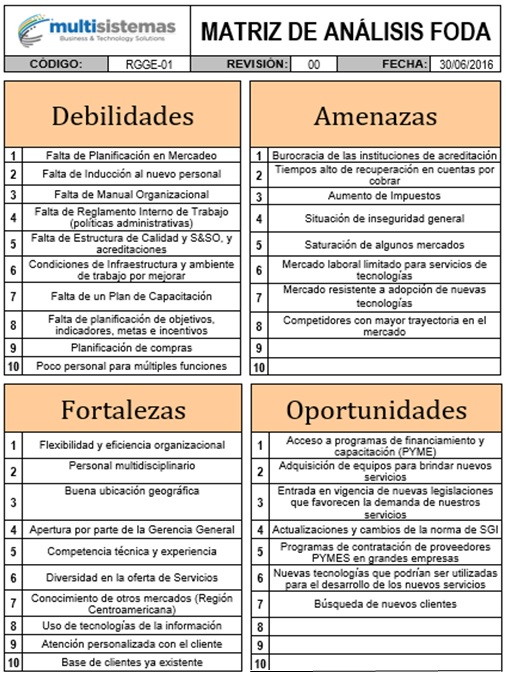 multisistemas
Business & Technology Solutions
MATRIZ DE ANÁLISIS FODA
CÓDIGO:
RGGE-01
REVISIÓN:
00
FECHA:
30/06/2016
Debilidades
1 Falta de Planificación en Mercadeo
2 Falta de Inducción al nuevo personal
3 Falta de Manual Organizacional
4 Falta de Reglamento Interno de Trabajo
(políticas administrativas)
5 Falta de Estructura de Calidad y S&SO, y
acreditaciones
6 Condiciones de Infraestructura y ambiente
de trabajo por mejorar
7 Falta de un Plan de Capacitación
8 Falta de planificación de objetivos,
indicadores, metas e incentivos
9 Planificación de compras
10 Poco personal para múltiples funciones
Amenazas
1 Burocracia de las instituciones de acreditación
2 Tiempos alto de recuperación en cuentas por
cobrar
3 Aumento de Impuestos
4 Situación de inseguridad general
5 Saturación de algunos mercados
6 Mercado laboral limitado para servicios de
tecnologías
7 Mercado resistente a adopción de nuevas
tecnologías
8 Competidores con mayor trayectoria en el
mercado
9
10
Fortalezas
1 Flexibilidad y eficiencia organizacional
2 Personal multidisciplinario
3 Buena ubicación geográfica
4 Apertura por parte de la Gerencia General
5 Competencia técnica y experiencia
6 Diversidad en la oferta de Servicios
7 Conocimiento de otros mercados (Región
Centroamericana)
8 Uso de tecnologías de la información
9 Atención personalizada con el cliente
10 Base de clientes ya existente
Oportunidades
1 Acceso a programas de financiamiento y
capacitación (PYME)
2 Adquisición de equipos para brindar nuevos
servicios
3 Entrada en vigencia de nuevas legislaciones
que favorecen la demanda de nuestros
servicios
4 Actualizaciones y cambios de la norma de SGI
5 Programas de contratación de proveedores
PYMES en grandes empresas
6 Nuevas tecnologías que podrían ser utilizadas
para el desarrollo de los nuevos servicios
7 Búsqueda de nuevos clientes
8
9
10